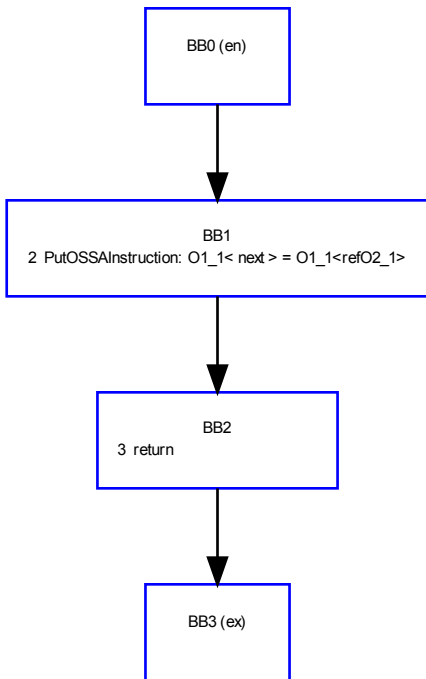 BB0 (en)
BB1
2 PutOSSAInstruction: O1_1< next > = O1_1<refO2_1>
BB2
3 return
BB3 (ex)